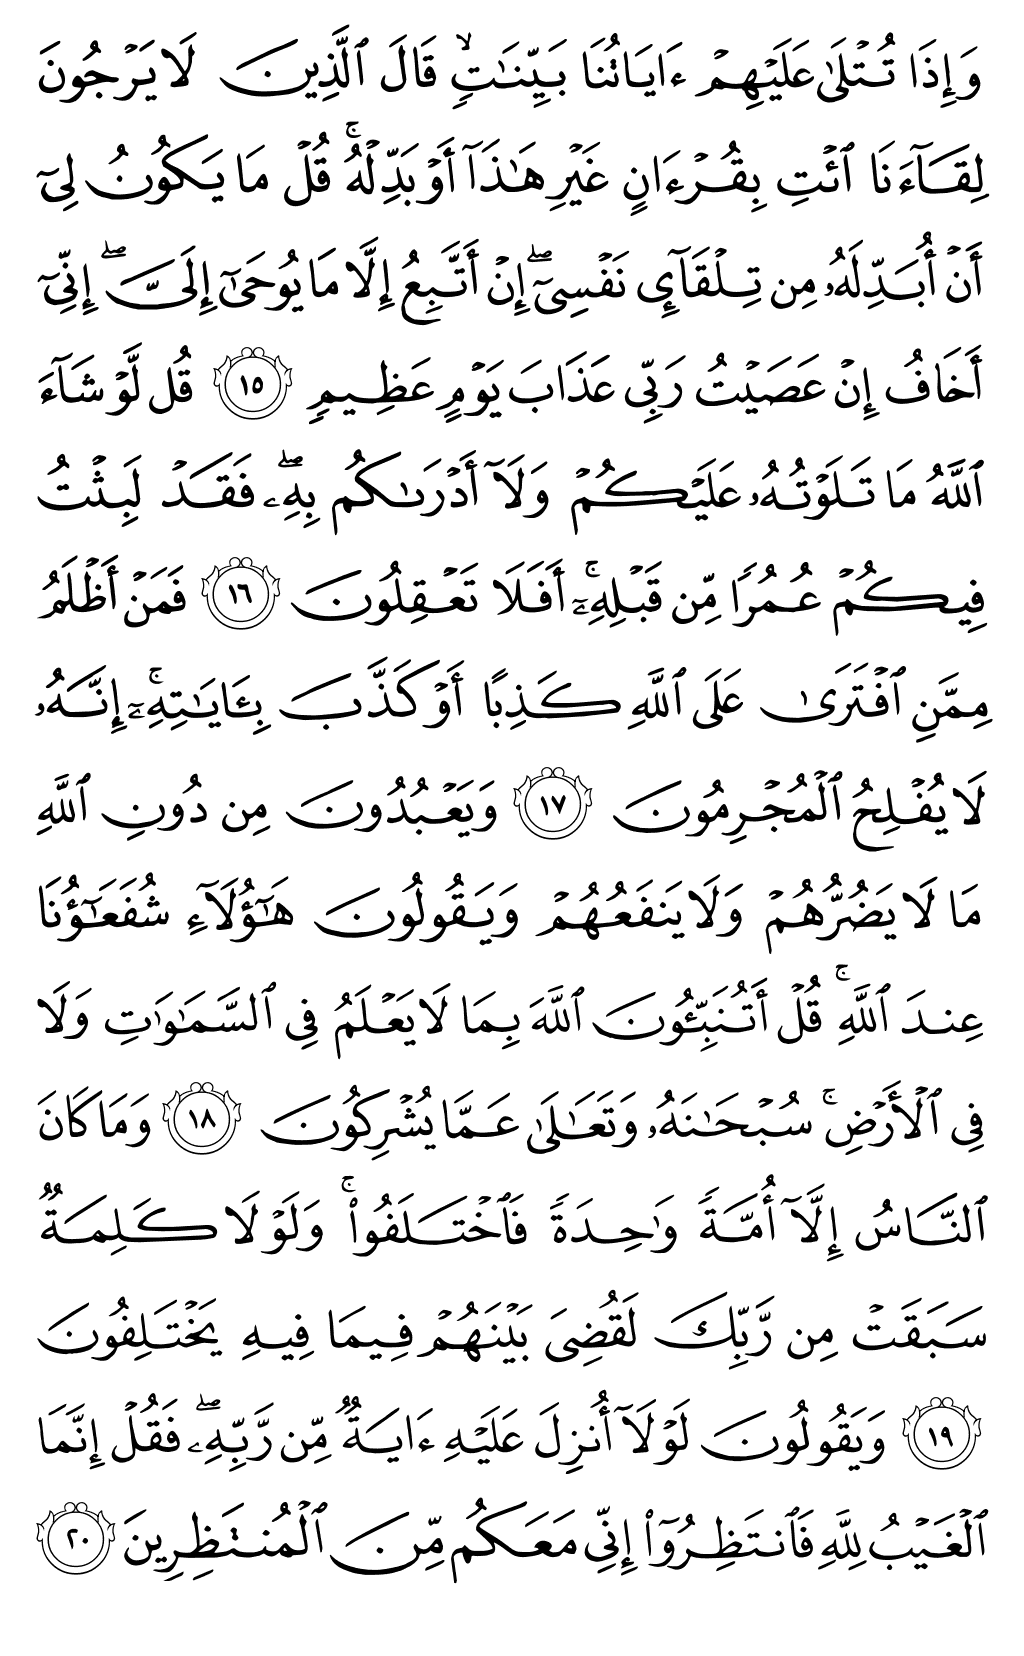 وَإِذَا تُتْلَىٰ عَلَيْهِمْ ءَايَاتُنَا بَيِّنَـٰتٍ ۙ قَالَ ٱلَّذِينَ لَا يَرْجُونَ
لِقَآءَنَا ٱئْتِ بِقُرْءَانٍ غَيْرِ هَـٰذَآ أَوْ بَدِّلْهُ ۚ قُلْ مَا يَكُونُ لِىٓ
أَنْ أُبَدِّلَهُۥ مِن تِلْقَآئِ نَفْسِىٓ ۖ إِنْ أَتَّبِعُ إِلَّا مَا يُوحَىٰٓ إِلَىَّ ۖ إِنِّىٓ
أَخَافُ إِنْ عَصَيْتُ رَبِّى عَذَابَ يَوْمٍ عَظِيمٍ ١٥ قُل لَّوْ شَآءَ
ٱللَّهُ مَا تَلَوْتُهُۥ عَلَيْكُمْ وَلَآ أَدْرَىٰكُم بِهِۦ ۖ فَقَدْ لَبِثْتُ
فِيكُمْ عُمُرًا مِّن قَبْلِهِۦٓ ۚ أَفَلَا تَعْقِلُونَ ١٦ فَمَنْ أَظْلَمُ
مِمَّنِ ٱفْتَرَىٰ عَلَى ٱللَّهِ كَذِبًا أَوْ كَذَّبَ بِـَٔايَـٰتِهِۦٓ ۚ إِنَّهُۥ
لَا يُفْلِحُ ٱلْمُجْرِمُونَ ١٧ وَيَعْبُدُونَ مِن دُونِ ٱللَّهِ
مَا لَا يَضُرُّهُمْ وَلَا يَنفَعُهُمْ وَيَقُولُونَ هَـٰٓؤُلَآءِ شُفَعَـٰٓؤُنَا
عِندَ ٱللَّهِ ۚ قُلْ أَتُنَبِّـُٔونَ ٱللَّهَ بِمَا لَا يَعْلَمُ فِى ٱلسَّمَـٰوَٰتِ وَلَا
فِى ٱلْأَرْضِ ۚ سُبْحَـٰنَهُۥ وَتَعَـٰلَىٰ عَمَّا يُشْرِكُونَ ١٨ وَمَا كَانَ
ٱلنَّاسُ إِلَّآ أُمَّةً وَٰحِدَةً فَٱخْتَلَفُوا۟ ۚ وَلَوْلَا كَلِمَةٌ
سَبَقَتْ مِن رَّبِّكَ لَقُضِىَ بَيْنَهُمْ فِيمَا فِيهِ يَخْتَلِفُونَ
١٩ وَيَقُولُونَ لَوْلَآ أُنزِلَ عَلَيْهِ ءَايَةٌ مِّن رَّبِّهِۦ ۖ فَقُلْ إِنَّمَا
ٱلْغَيْبُ لِلَّهِ فَٱنتَظِرُوٓا۟ إِنِّى مَعَكُم مِّنَ ٱلْمُنتَظِرِينَ ٢٠